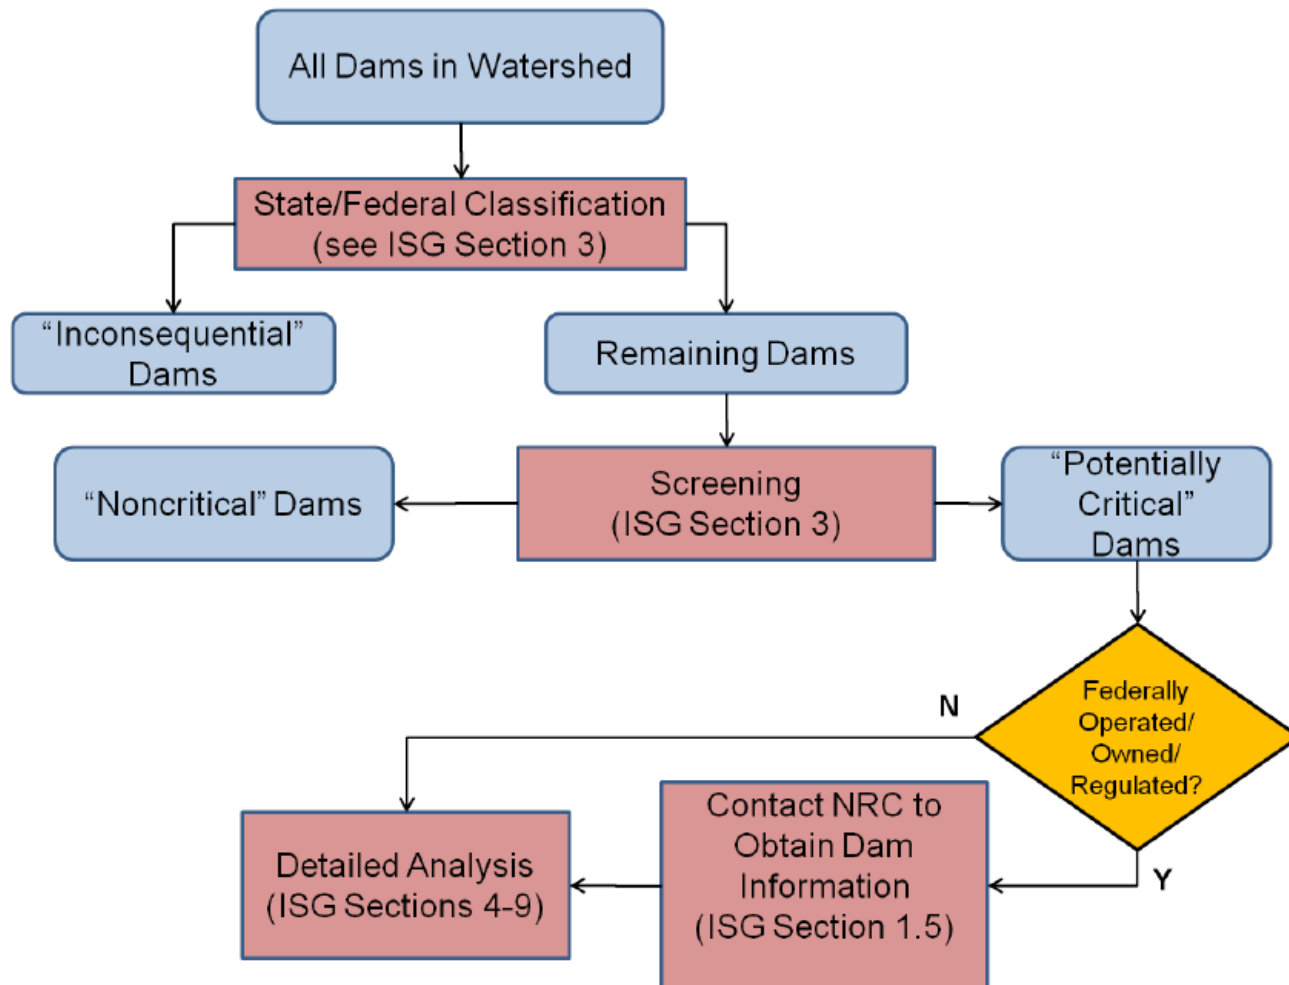 All Dams in Watershed
State/Federal Classification
(see ISG Section 3)
“Inconsequential”
Dams
Remaining Dams
“Noncritical” Dams
Screening
(ISG Section 3)
“Potentially
Critical”
Dams
Federally
Operated/
Owned/
Regulated?
N
Y
Contact NRC to
Obtain Dam
Information
(ISG Section 1.5)
Detailed Analysis
(ISG Sections 4-9)